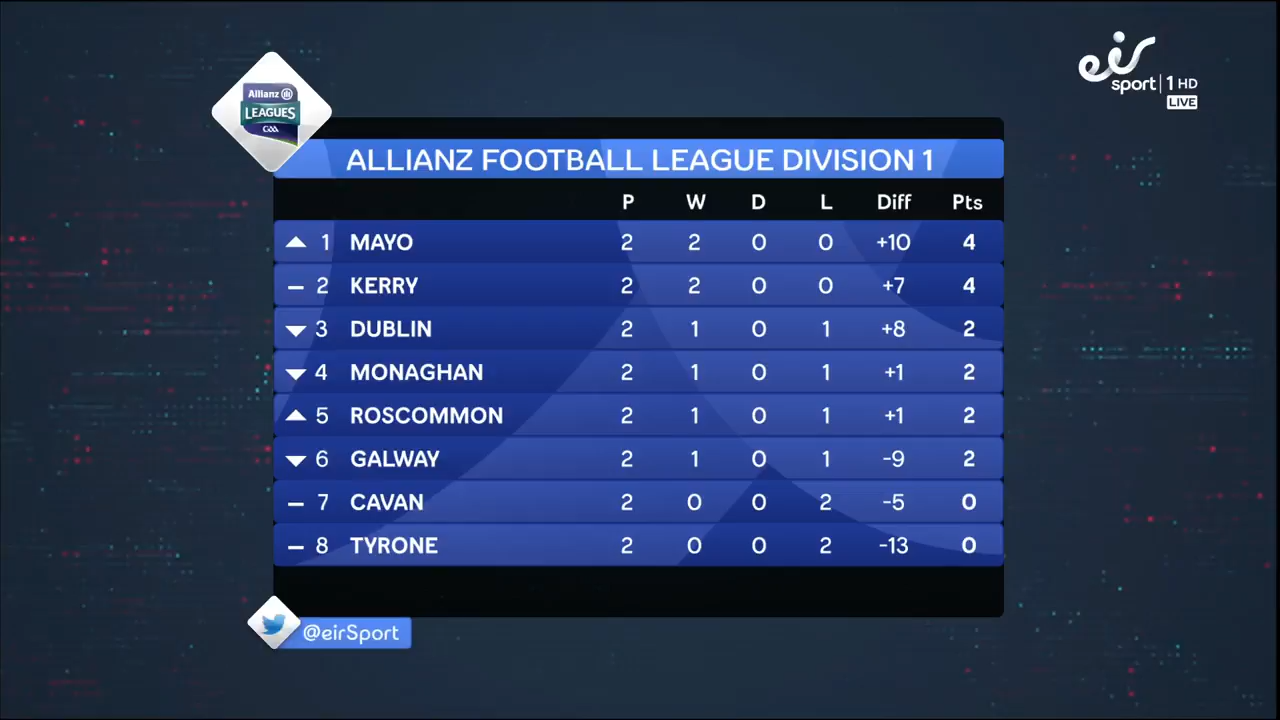 eir
sport 1 HD
LIVE
Allianz
LEAGUES
GAA
ALLIANZ FOOTBALL LEAGUE DIVISION 1
P W D L Diff Pts
1 MAYO 2 2 0 0 +10 4
2 KERRY 2 2 0 0 +7 4
3 DUBLIN 2 1 0 1 +8 2
4 MONAGHAN 2 1 0 1 +1 2
5 ROSCOMMON 2 1 0 1 +1 2
6 GALWAY 2 1 0 1 -9 2
7 CAVAN 2 0 0 2 -5 0
8 TYRONE 2 0 0 2 -13 0
@eirSport